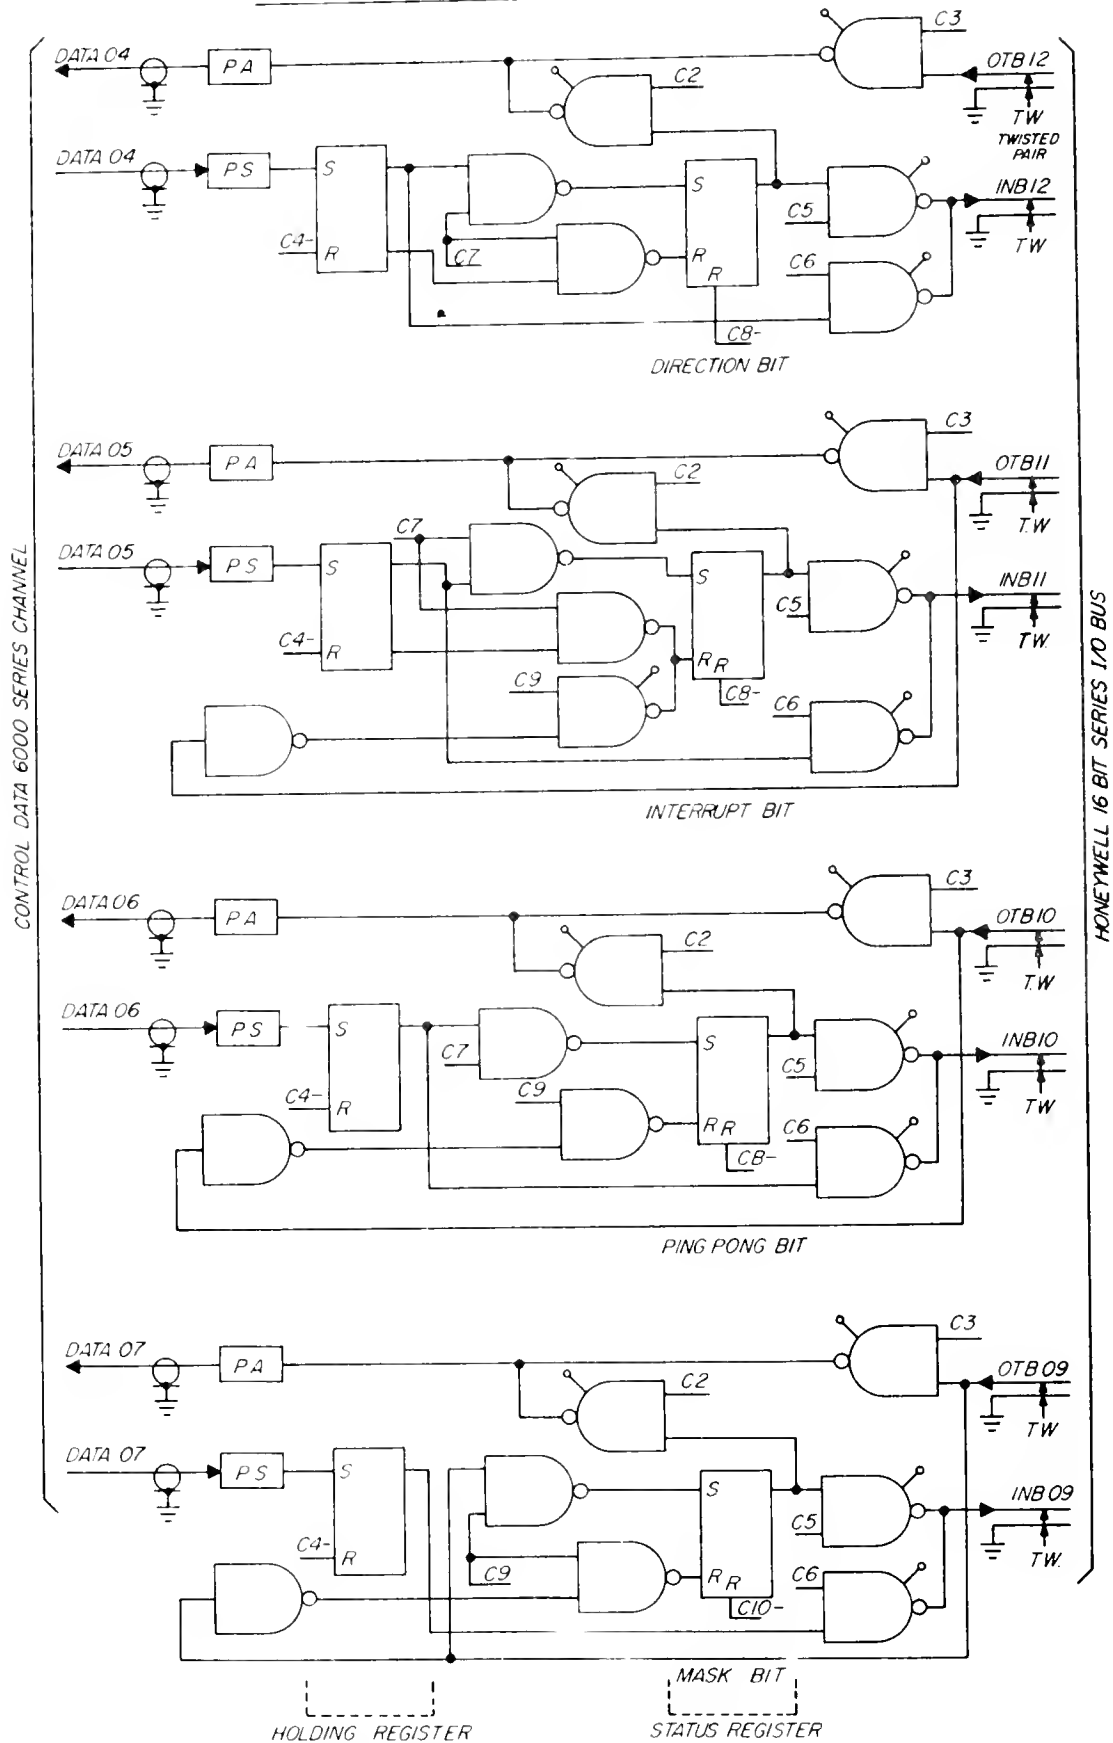 CONTROL DATA 6000 SERIES CHANNEL
HONEYWELL 16 BIT SERIES I/O BUS
DATA 04
PA
C3
OTB12
C2
TW
TWISTED
PAIR
DATA 04
PS
S
S
INB12
C5
C4-
R
C7
R
R
C6
TW
C8-
DIRECTION BIT
DATA 05
PA
C3
OTB11
C2
T.W
C7
DATA 05
PS
S
S
INB11
C5
C4-
R
R
R
TW.
C9
C8-
C6
INTERRUPT BIT
DATA 06
PA
C3
OTB10
C2
T.W
DATA 06
PS
S
S
INB10
C7
C5
C4-
R
C9
R
R
C6
TW
C8-
PING PONG BIT
DATA 07
PA
C3
OTB09
C2
TW
DATA 07
PS
S
S
INB09
C5
C4-
R
C9
R
R
C6
TW.
C10-
MASK BIT
HOLDING REGISTER
STATUS REGISTER